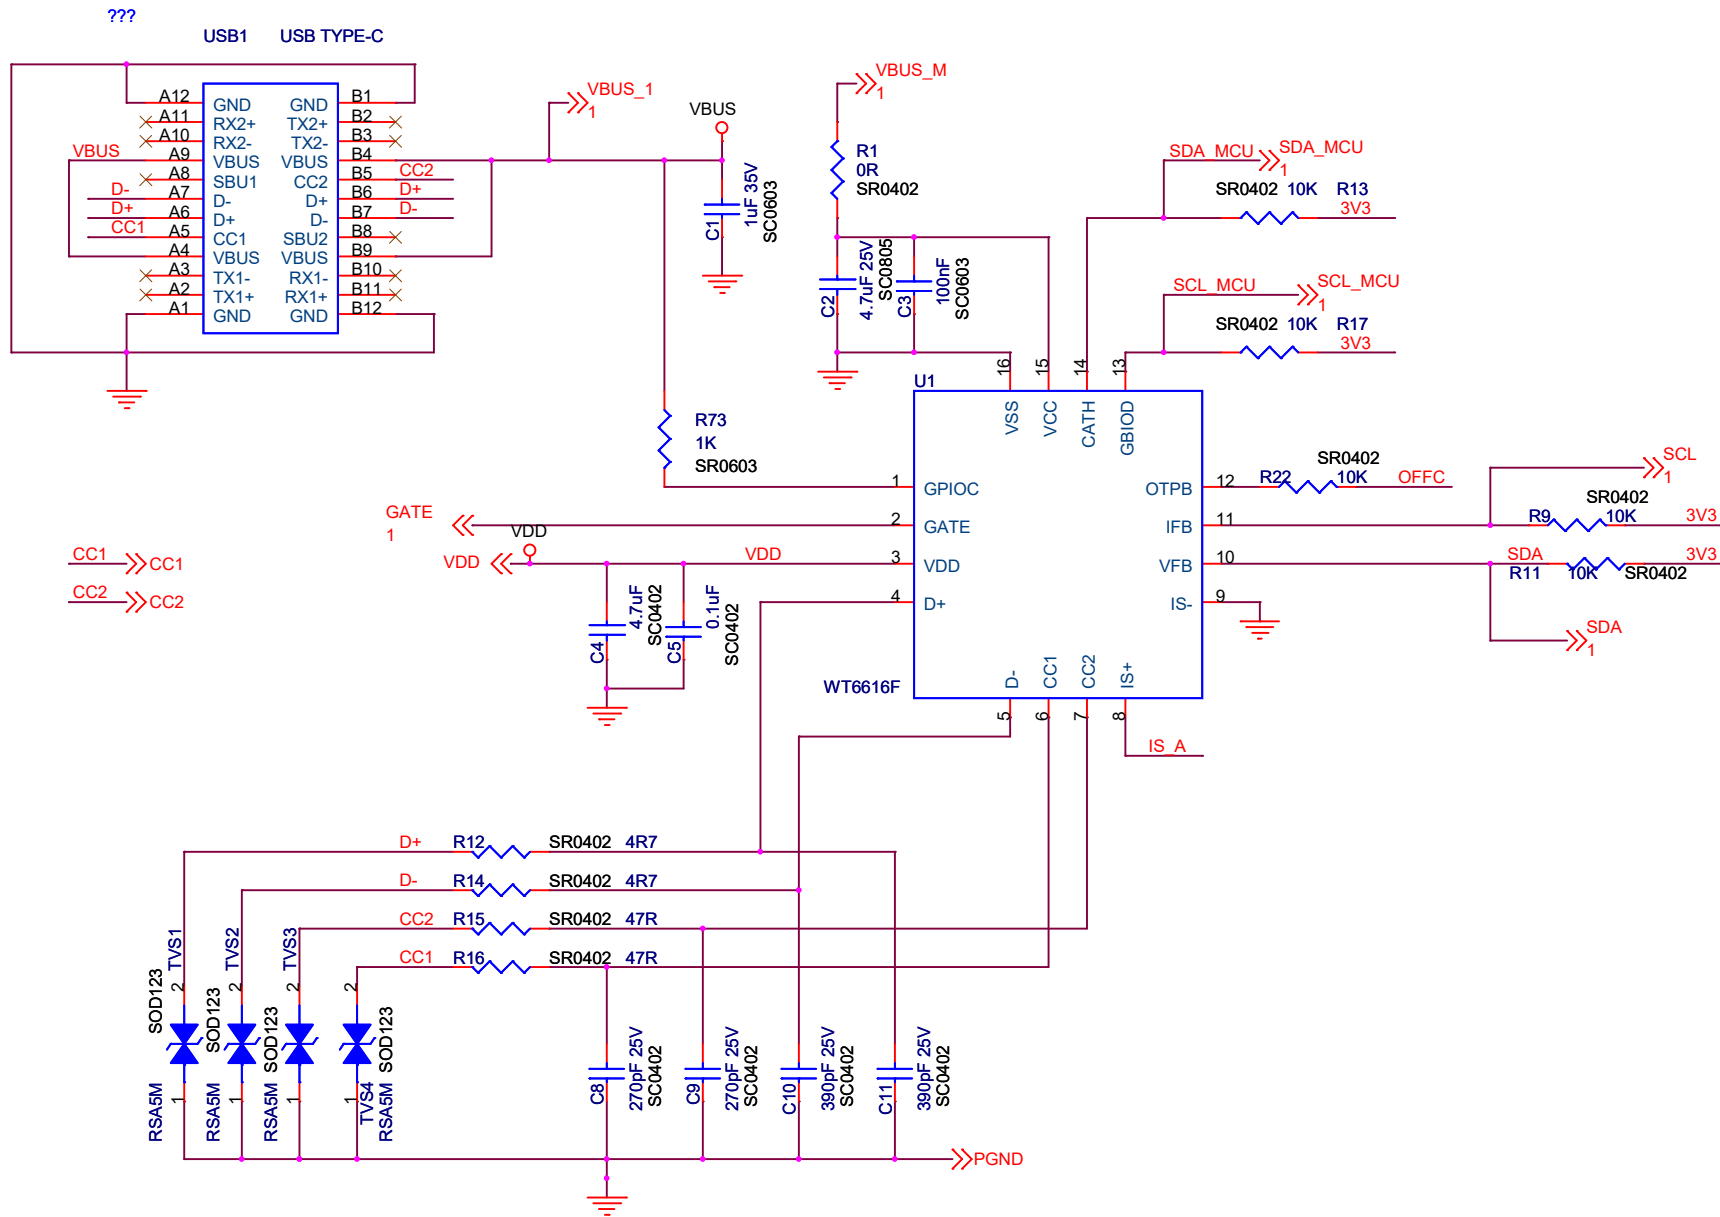 ???
USB1 USB TYPE-C
A12 GND GND B1
A11 RX2+ TX2+ B2
A10 RX2- TX2- B3
VBUS A9 VBUS VBUS B4
A8 SBU1 CC2 B5 CC2
D- A7 D- D+ B6 D+
D+ A6 D+ D- B7 D-
CC1 A5 CC1 SBU2 B8
A4 VBUS VBUS B9
A3 TX1- RX1- B10
A2 TX1+ RX1+ B11
A1 GND GND B12
VBUS_1
1
VBUS
C1
1uF 35V
SC0603
VBUS_M
1
R1
0R
SR0402
C2
4.7uF 25V
SC0805
C3
100nF
SC0603
SDA_MCU SDA_MCU
1
SR0402 10K R13
3V3
SCL_MCU SCL_MCU
1
SR0402 10K R17
3V3
R73
1K
SR0603
U1
16 15 14 13
VSS VCC CATH GBIOD
1 GPIOC
2 GATE
3 VDD
4 D+
OTPB 12
IFB 11
VFB 10
IS- 9
D- CC1 CC2 IS+
5 6 7 8
WT6616F
IS_A
R22 SR0402 10K OFFC
SCL
1
SR0402
R9 10K 3V3
SDA 3V3
R11 10K SR0402
SDA
1
GATE
1
VDD
VDD VDD
C4
4.7uF
SC0402
C5
0.1uF
SC0402
CC1 CC1
CC2 CC2
D+ R12 SR0402 4R7
D- R14 SR0402 4R7
CC2 R15 SR0402 47R
CC1 R16 SR0402 47R
TVS1 SOD123 2 1 RSA5M
TVS2 SOD123 2 1 RSA5M
TVS3 SOD123 2 1 RSA5M
TVS4 SOD123 2 1 RSA5M
C8 270pF 25V SC0402
C9 270pF 25V SC0402
C10 390pF 25V SC0402
C11 390pF 25V SC0402
PGND